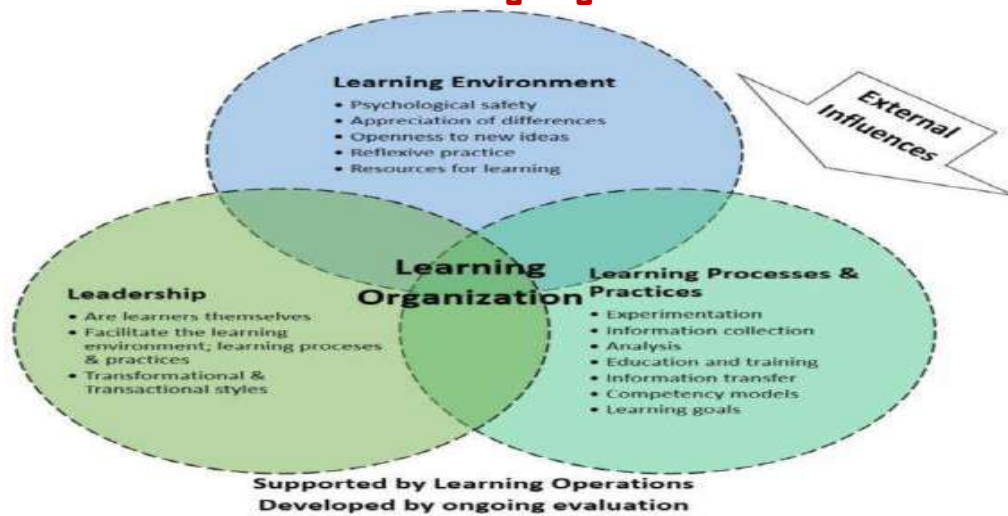 Learning Environment
• Psychological safety
• Appreciation of differences
• Openness to new ideas
• Reflexive practice
• Resources for learning
External
Influences
Learning
Organization
Leadership
• Are learners themselves
• Facilitate the learning
environment; learning proceses
& practices
• Transformational &
Transactional styles
Learning Processes &
Practices
• Experimentation
• Information collection
• Analysis
• Education and training
• Information transfer
• Competency models
• Learning goals
Supported by Learning Operations
Developed by ongoing evaluation